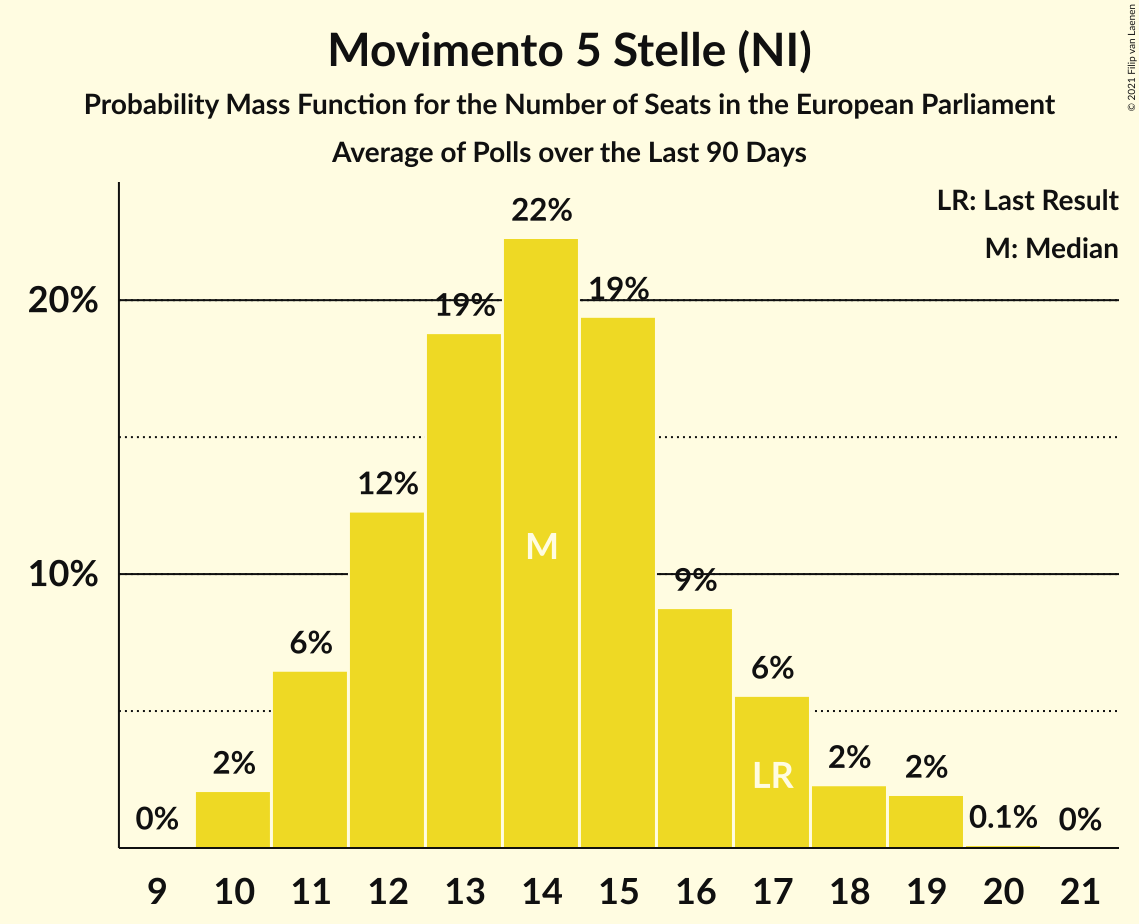 Movimento 5 Stelle (NI)
Probability Mass Function for the Number of Seats in the European Parliament
Average of Polls over the Last 90 Days
© 2021 Filip van Laenen
LR: Last Result
M: Median
20%
10%
0%
2%
6%
12%
19%
22%
19%
9%
6%
2%
2%
0.1%
0%
M
LR
9 10 11 12 13 14 15 16 17 18 19 20 21